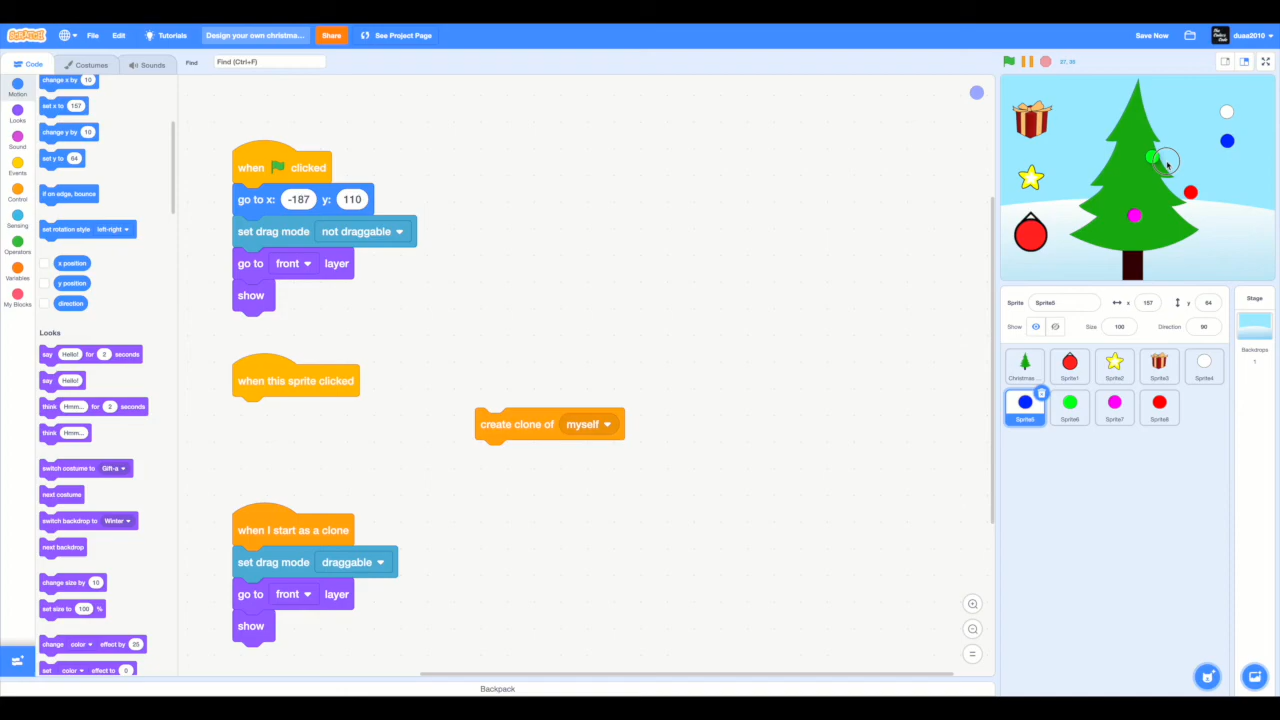 SCRATCH File Edit Tutorials Design your own christma... Share See Project Page Save Now dusa2010
Code Costumes Sounds Find Find (Ctrl+F)
Motion
Looks
Sound
Events
Control
Sensing
Operators
Variables
My Blocks
change x by 10
set x to 157
change y by 10
set y to 64
if on edge, bounce
set rotation style left-right
x position
y position
direction
Looks
say Hello! for 2 seconds
say Hello!
think Hmm... for 2 seconds
think Hmm...
switch costume to Gift-a
next costume
switch backdrop to Winter
next backdrop
change size by 10
set size to 100 %
change color effect by 25
set color effect to 0
when clicked
go to x: -187 y: 110
set drag mode not draggable
go to front layer
show
when this sprite clicked
create clone of myself
when I start as a clone
set drag mode draggable
go to front layer
show
Backpack
Sprite Sprite5 x 157 y 64
Show Size 100 Direction 90
Christmas... Sprite1 Sprite2 Sprite3 Sprite4
Sprite5 Sprite6 Sprite7 Sprite8
Stage
Backdrops
1